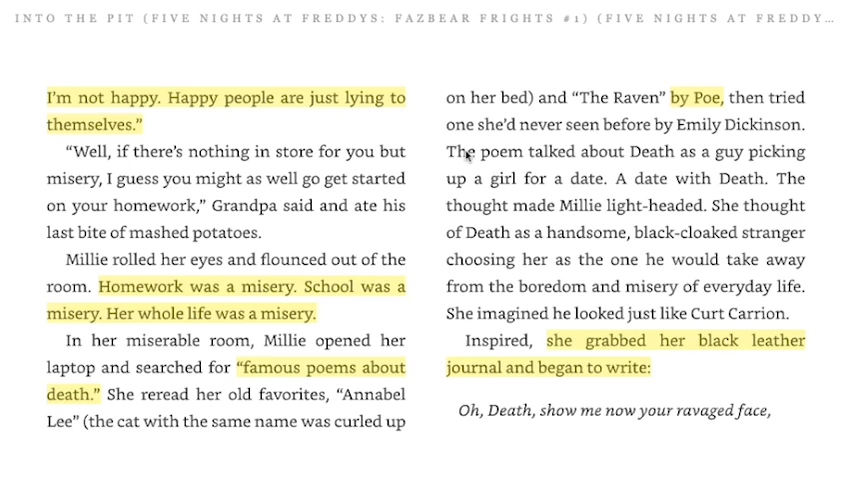 INTO THE PIT (FIVE NIGHTS AT FREDDYS: FAZBEAR FRIGHTS #1) (FIVE NIGHTS AT FREDDY…
I’m not happy. Happy people are just lying to
themselves.”
“Well, if there’s nothing in store for you but
misery, I guess you might as well go get started
on your homework,” Grandpa said and ate his
last bite of mashed potatoes.
Millie rolled her eyes and flounced out of the
room. Homework was a misery. School was a
misery. Her whole life was a misery.
In her miserable room, Millie opened her
laptop and searched for “famous poems about
death.” She reread her old favorites, “Annabel
Lee” (the cat with the same name was curled up
on her bed) and “The Raven” by Poe, then tried
one she’d never seen before by Emily Dickinson.
The poem talked about Death as a guy picking
up a girl for a date. A date with Death. The
thought made Millie light-headed. She thought
of Death as a handsome, black-cloaked stranger
choosing her as the one he would take away
from the boredom and misery of everyday life.
She imagined he looked just like Curt Carrion.
Inspired, she grabbed her black leather
journal and began to write:
Oh, Death, show me now your ravaged face,